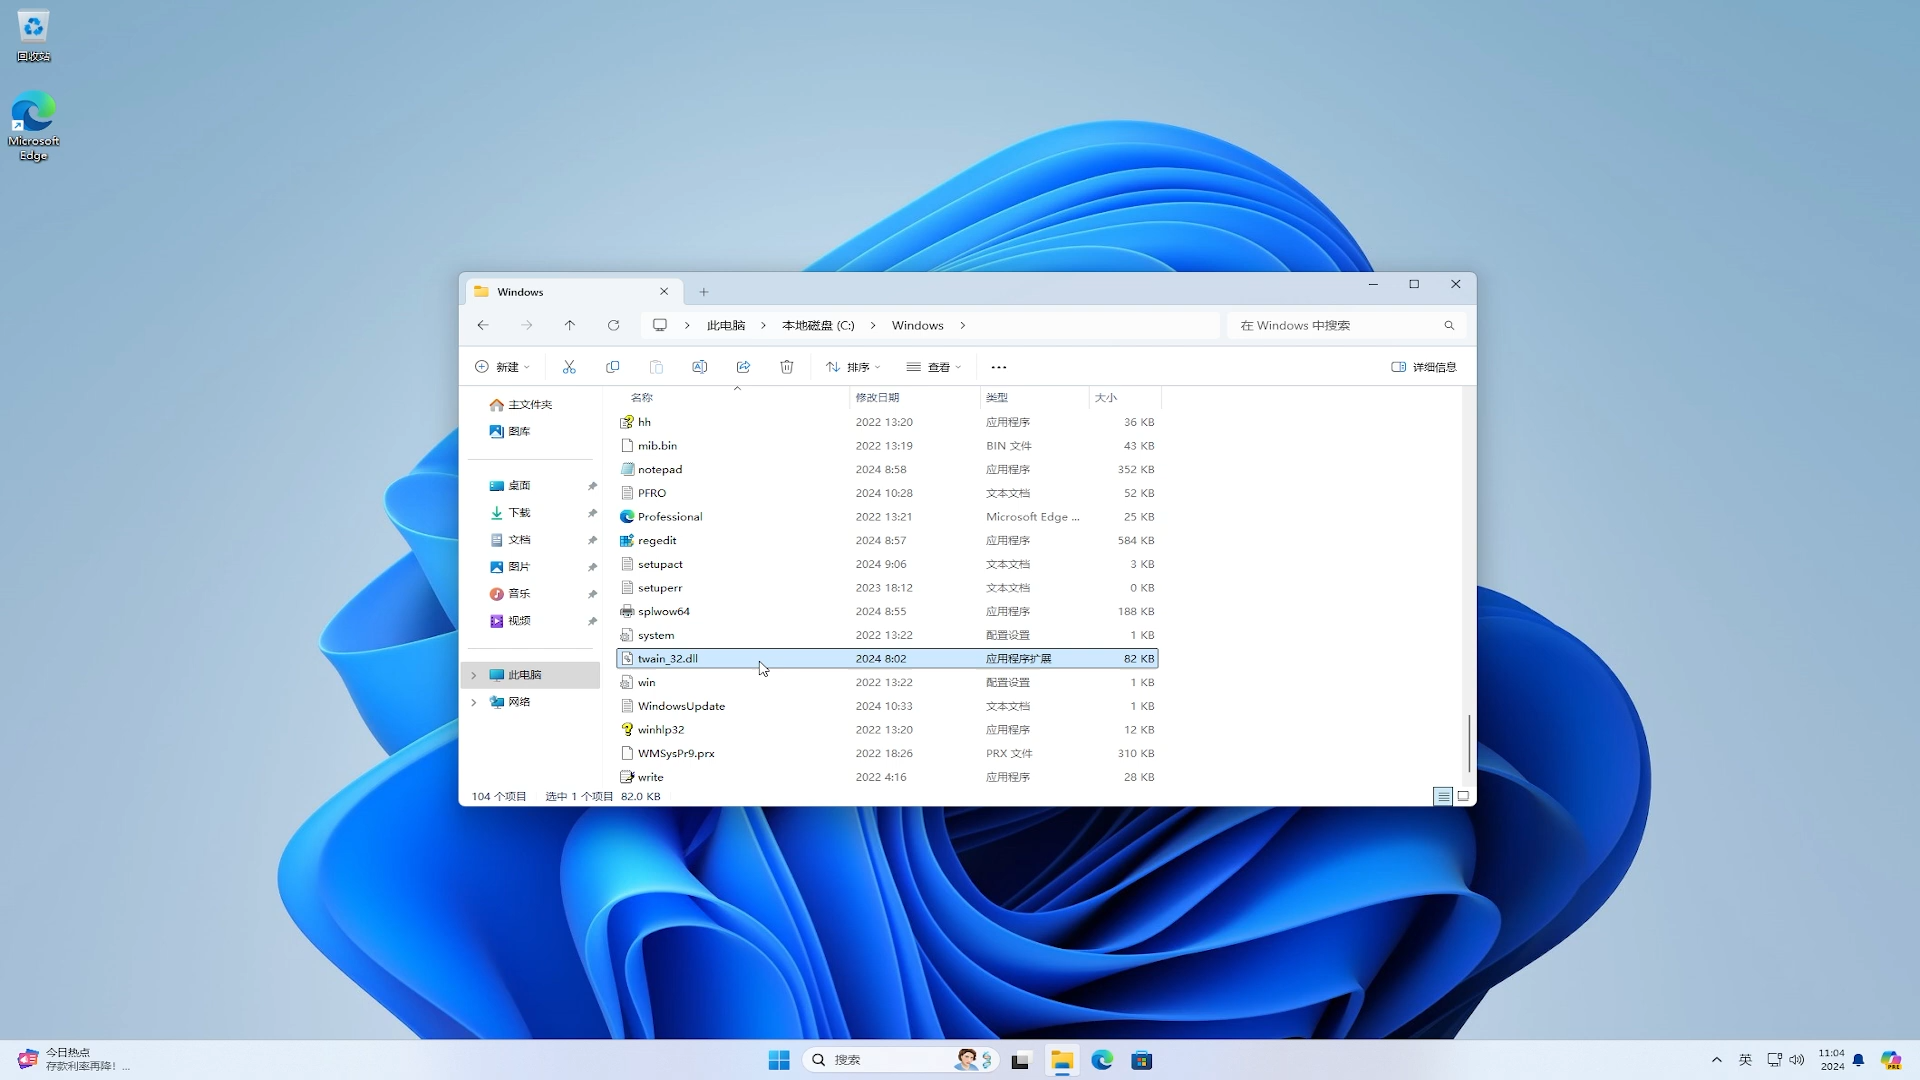 回收站
Microsoft
Edge
Windows
此电脑 本地磁盘 (C:) Windows
在 Windows 中搜索
新建 排序 查看 详细信息
主文件夹
图库
桌面
下载
文档
图片
音乐
视频
此电脑
网络
名称 修改日期 类型 大小
hh 2022 13:20 应用程序 36 KB
mib.bin 2022 13:19 BIN 文件 43 KB
notepad 2024 8:58 应用程序 352 KB
PFRO 2024 10:28 文本文档 52 KB
Professional 2022 13:21 Microsoft Edge ... 25 KB
regedit 2024 8:57 应用程序 584 KB
setupact 2024 9:06 文本文档 3 KB
setuperr 2023 18:12 文本文档 0 KB
splwow64 2024 8:55 应用程序 188 KB
system 2022 13:22 配置设置 1 KB
twain_32.dll 2024 8:02 应用程序扩展 82 KB
win 2022 13:22 配置设置 1 KB
WindowsUpdate 2024 10:33 文本文档 1 KB
winhlp32 2022 13:20 应用程序 12 KB
WMSysPr9.prx 2022 18:26 PRX 文件 310 KB
write 2022 4:16 应用程序 28 KB
104 个项目 选中 1 个项目 82.0 KB
今日热点
存款利率再降! ...
搜索
英
11:04
2024
PRE